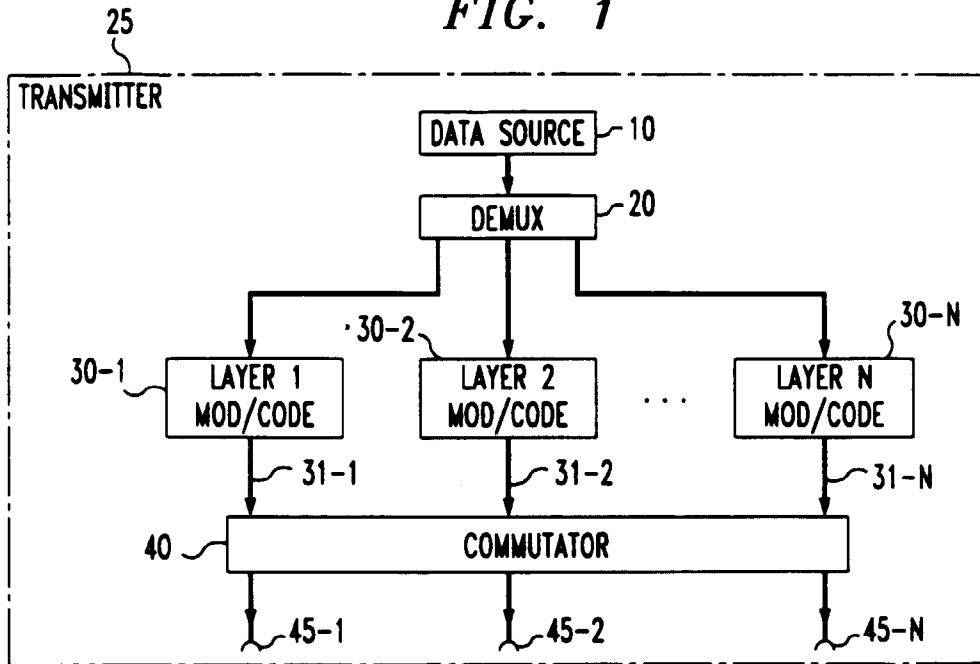 FIG. 1
25
TRANSMITTER
DATA SOURCE
10
DEMUX
20
30-1
LAYER 1
MOD/CODE
30-2
LAYER 2
MOD/CODE
. . .
30-N
LAYER N
MOD/CODE
31-1
31-2
31-N
40
COMMUTATOR
45-1
45-2
45-N